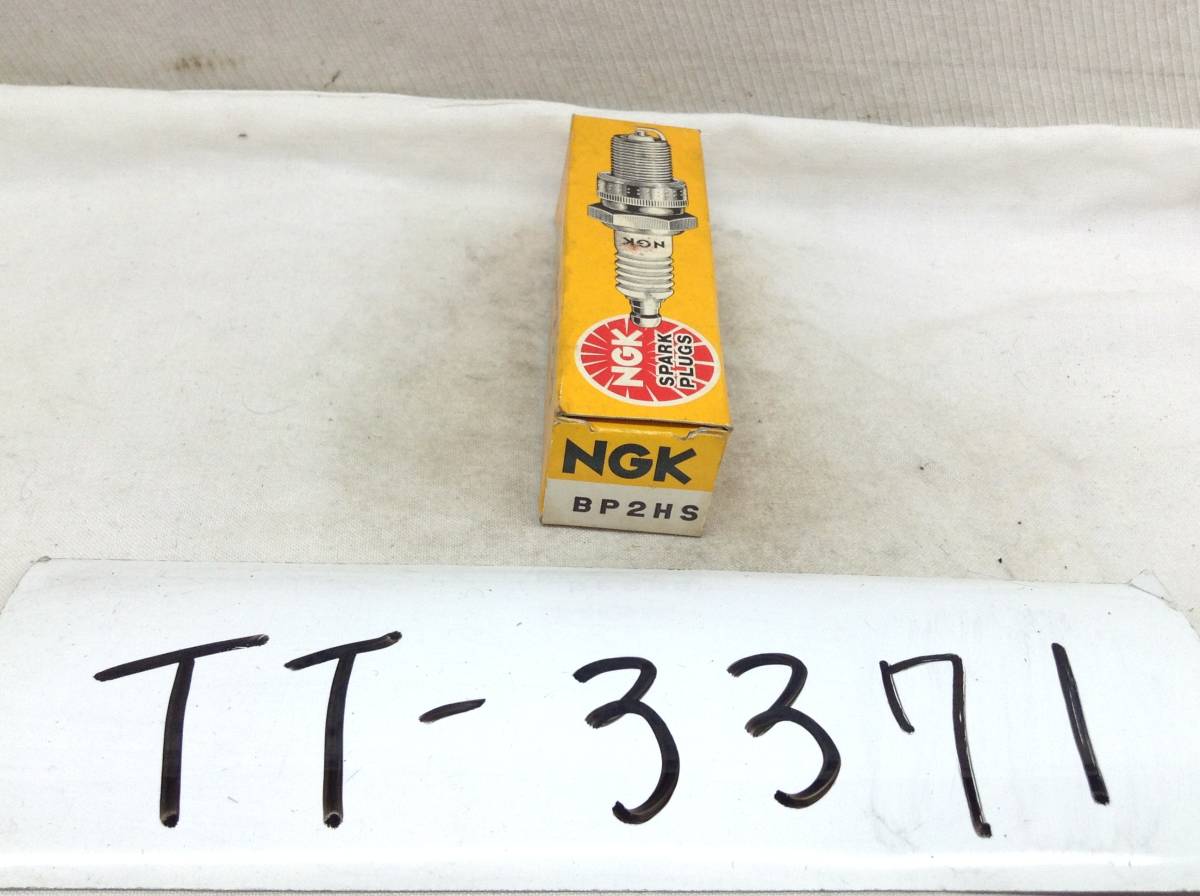 NGK
NGK
SPARK
PLUGS
NGK
BP2HS
TT-3371